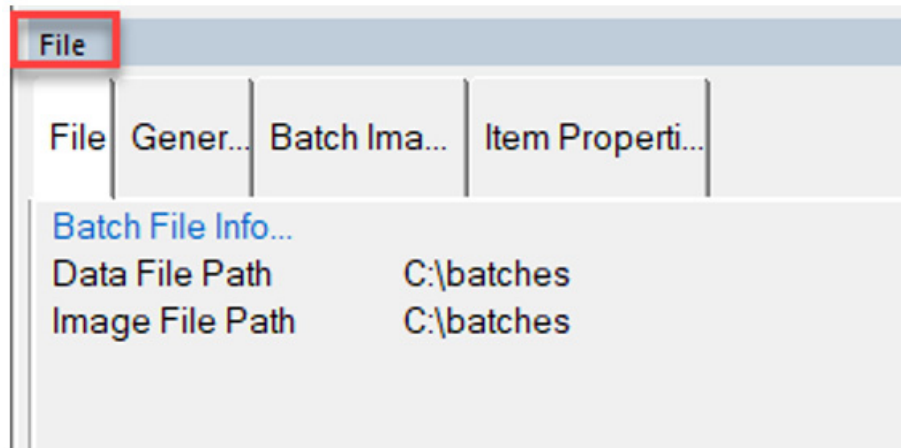 File
File Gener... Batch Ima... Item Properti...
Batch File Info...
Data File Path C:\batches
Image File Path C:\batches